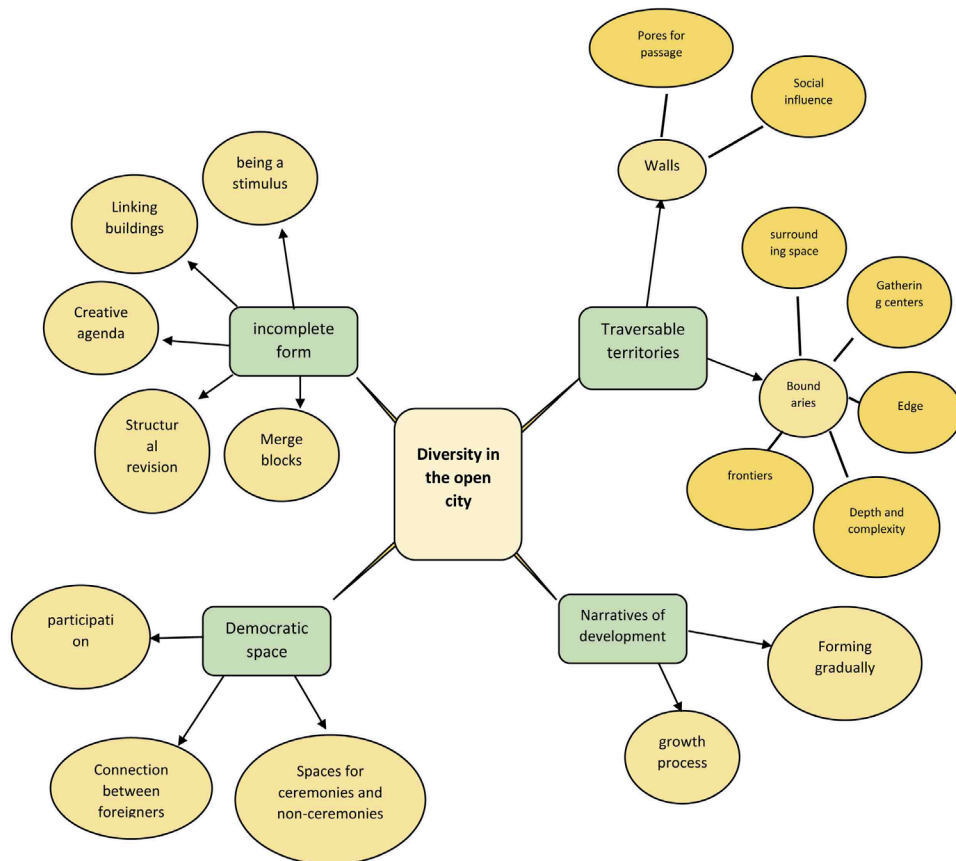 Pores for
passage
Social
influence
Walls
being a
stimulus
Linking
buildings
surround
ing space
Gatherin
g centers
Creative
agenda
incomplete
form
Traversable
territories
Bound
aries
Edge
Structur
al
revision
Merge
blocks
Diversity in
the open
city
frontiers
Depth and
complexity
participati
on
Democratic
space
Narratives of
development
Forming
gradually
growth
process
Connection
between
foreigners
Spaces for
ceremonies and
non-ceremonies